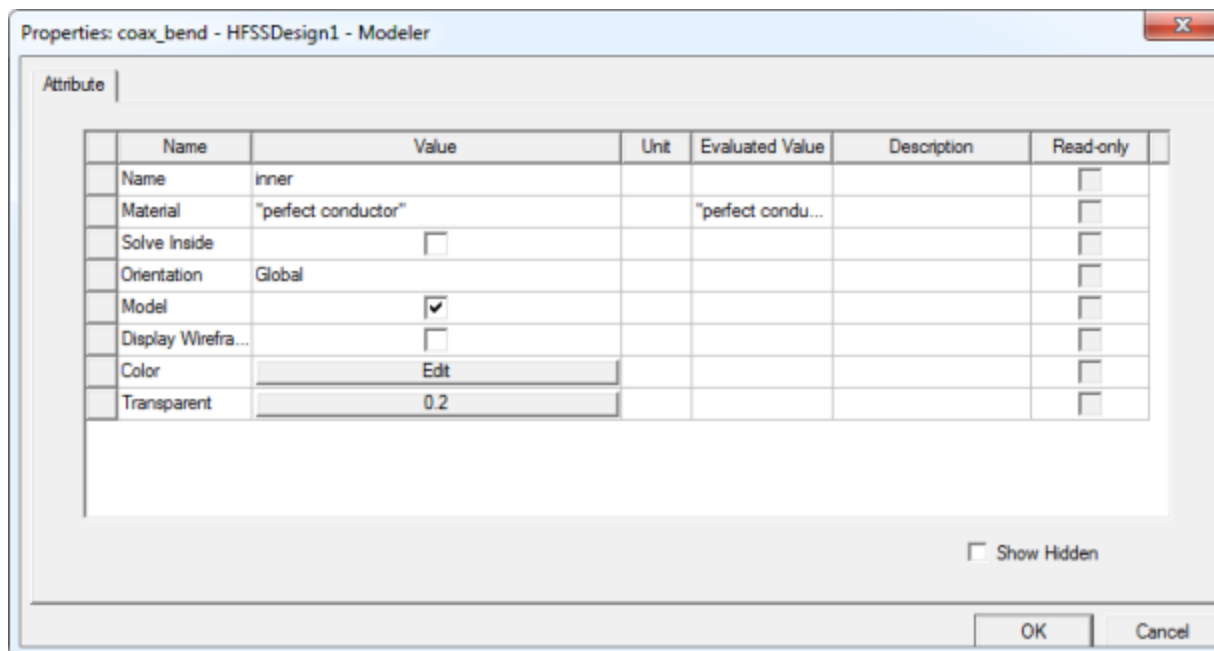 Properties: coax_bend - HFSSDesign1 - Modeler
Attribute
Name Value Unit Evaluated Value Description Read-only
Name inner
Material "perfect conductor" "perfect condu...
Solve Inside
Orientation Global
Model
Display Wirefra...
Color Edit
Transparent 0.2
Show Hidden
OK Cancel